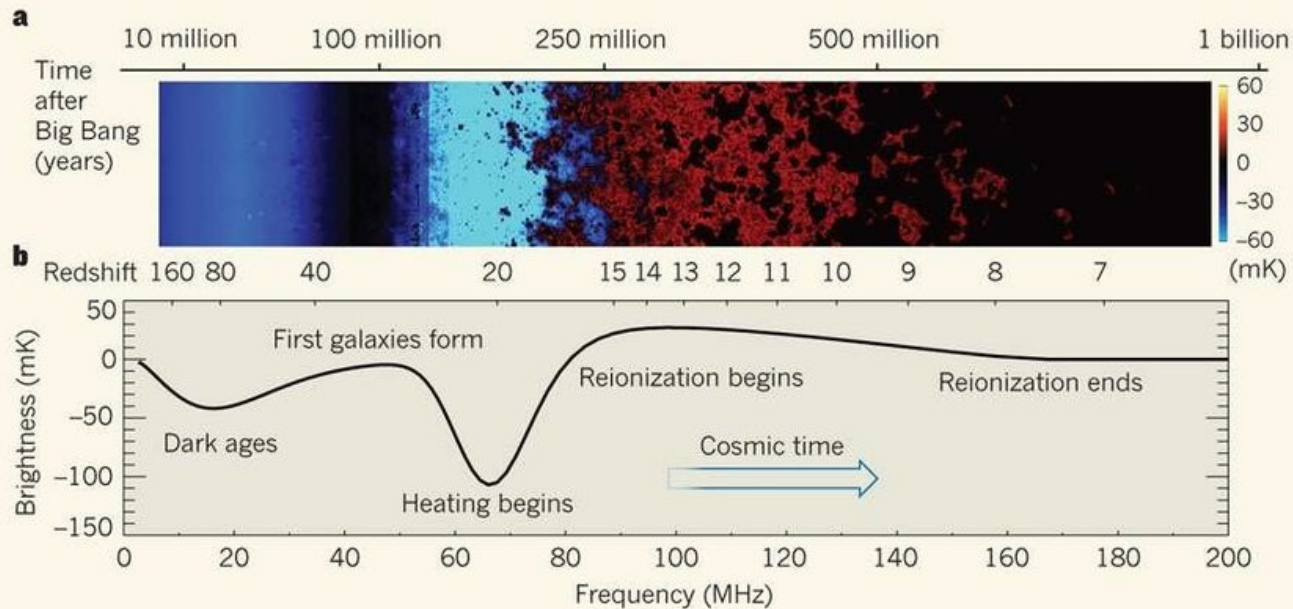 a
10 million 100 million 250 million 500 million 1 billion
Time
after
Big Bang
(years)
60
30
0
–30
–60
(mK)
b
Redshift 160 80 40 20 15 14 13 12 11 10 9 8 7
50
0
–50
–100
–150
Brightness (mK)
First galaxies form
Reionization begins
Reionization ends
Dark ages
Cosmic time
Heating begins
0 20 40 60 80 100 120 140 160 180 200
Frequency (MHz)